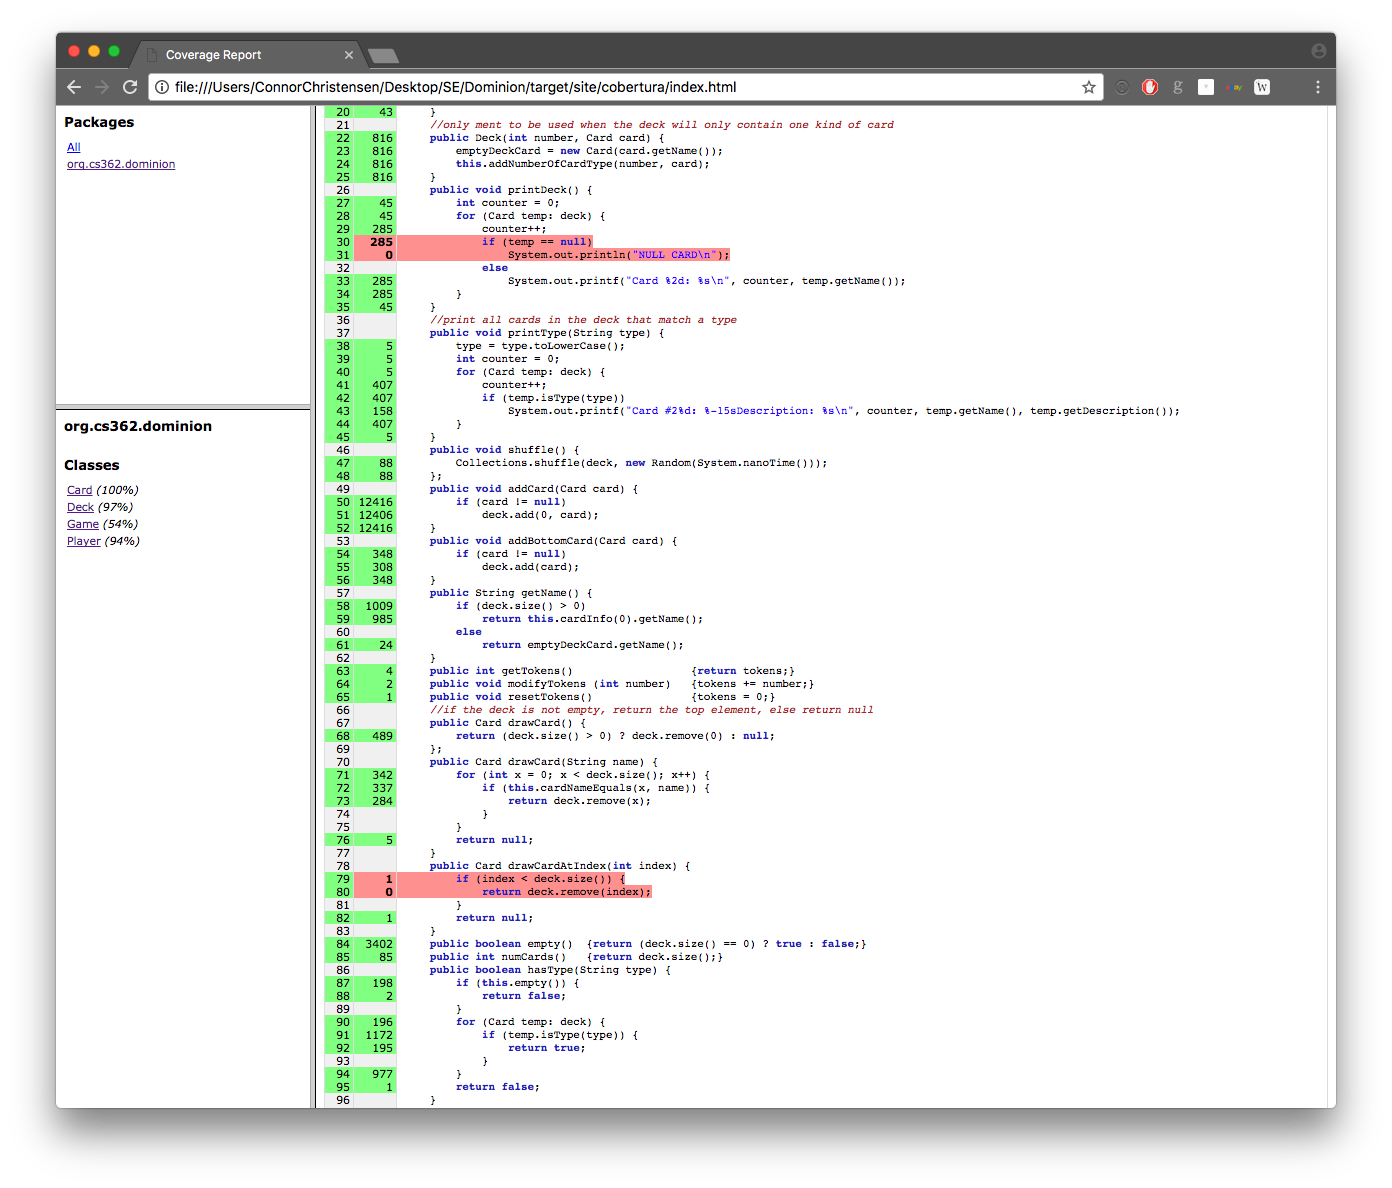 Coverage Report
file:///Users/ConnorChristensen/Desktop/SE/Dominion/target/site/cobertura/index.html
g
W
Packages
All
org.cs362.dominion
org.cs362.dominion
Classes
Card (100%)
Deck (97%)
Game (54%)
Player (94%)
20 43 }
21 //only ment to be used when the deck will only contain one kind of card
22 816 public Deck(int number, Card card) {
23 816 emptyDeckCard = new Card(card.getName());
24 816 this.addNumberOfCardType(number, card);
25 816 }
26 public void printDeck() {
27 45 int counter = 0;
28 45 for (Card temp: deck) {
29 285 counter++;
30 285 if (temp == null)
31 0 System.out.println("NULL CARD\n");
32 else
33 285 System.out.printf("Card %2d: %s\n", counter, temp.getName());
34 285 }
35 45 }
36 //print all cards in the deck that match a type
37 public void printType(String type) {
38 5 type = type.toLowerCase();
39 5 int counter = 0;
40 5 for (Card temp: deck) {
41 407 counter++;
42 407 if (temp.isType(type))
43 158 System.out.printf("Card #2%d: %-15sDescription: %s\n", counter, temp.getName(), temp.getDescription());
44 407 }
45 5 }
46 public void shuffle() {
47 88 Collections.shuffle(deck, new Random(System.nanoTime()));
48 88 };
49 public void addCard(Card card) {
50 12416 if (card != null)
51 12406 deck.add(0, card);
52 12416 }
53 public void addBottomCard(Card card) {
54 348 if (card != null)
55 308 deck.add(card);
56 348 }
57 public String getName() {
58 1009 if (deck.size() > 0)
59 985 return this.cardInfo(0).getName();
60 else
61 24 return emptyDeckCard.getName();
62 }
63 4 public int getTokens() {return tokens;}
64 2 public void modifyTokens (int number) {tokens += number;}
65 1 public void resetTokens() {tokens = 0;}
66 //if the deck is not empty, return the top element, else return null
67 public Card drawCard() {
68 489 return (deck.size() > 0) ? deck.remove(0) : null;
69 };
70 public Card drawCard(String name) {
71 342 for (int x = 0; x < deck.size(); x++) {
72 337 if (this.cardNameEquals(x, name)) {
73 284 return deck.remove(x);
74 }
75 }
76 5 return null;
77 }
78 public Card drawCardAtIndex(int index) {
79 1 if (index < deck.size()) {
80 0 return deck.remove(index);
81 }
82 1 return null;
83 }
84 3402 public boolean empty() {return (deck.size() == 0) ? true : false;}
85 85 public int numCards() {return deck.size();}
86 public boolean hasType(String type) {
87 198 if (this.empty()) {
88 2 return false;
89 }
90 196 for (Card temp: deck) {
91 1172 if (temp.isType(type)) {
92 195 return true;
93 }
94 977 }
95 1 return false;
96 }